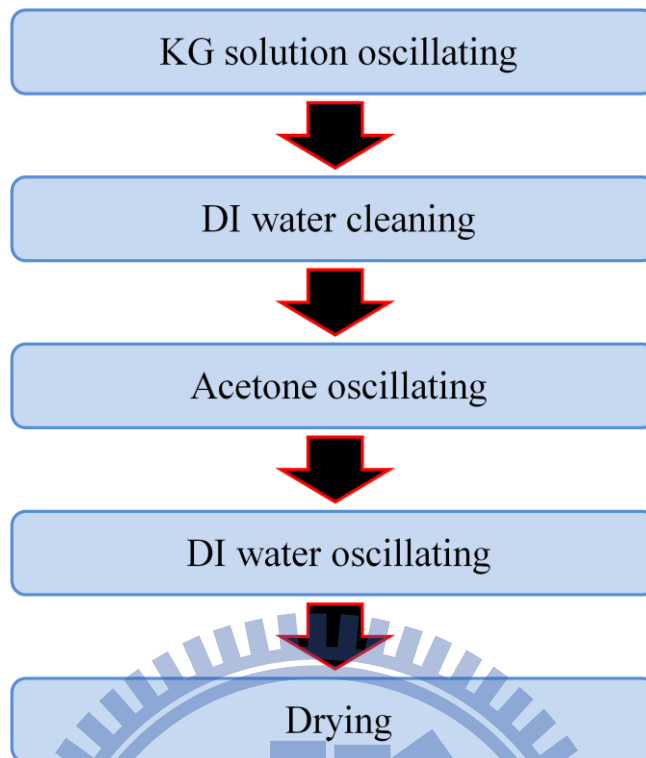 KG solution oscillating
DI water cleaning
Acetone oscillating
DI water oscillating
Drying